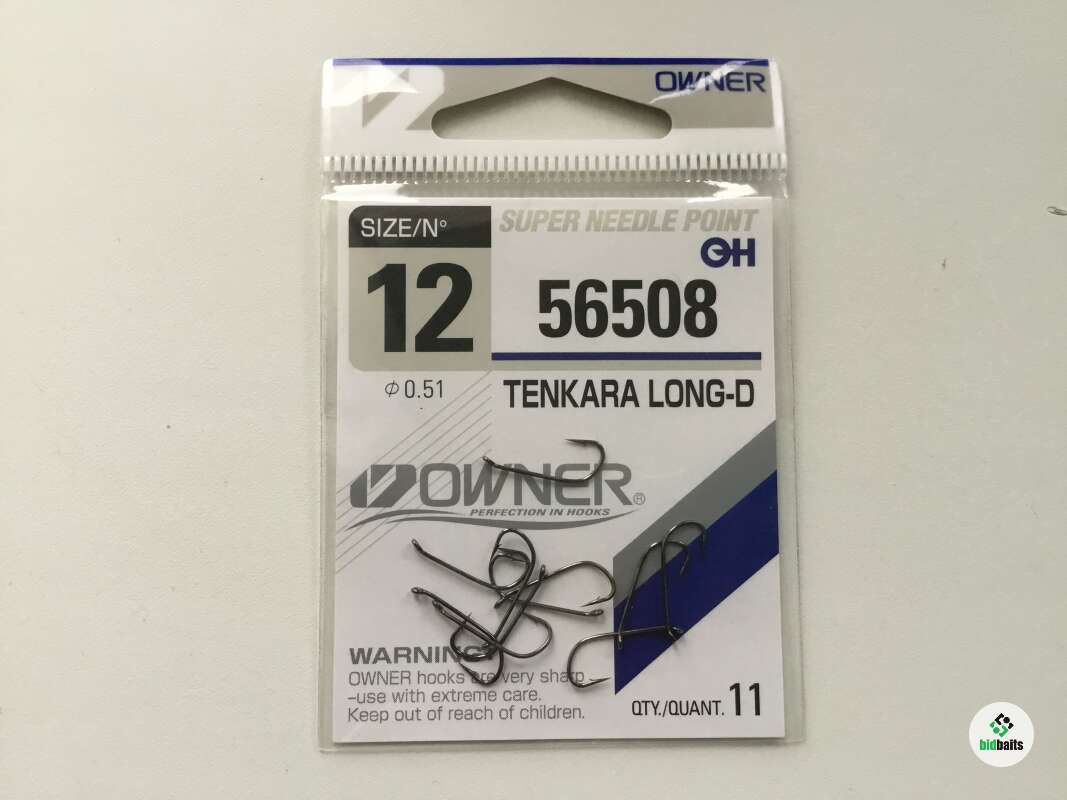 OWNER
SIZE/N°
SUPER NEEDLE POINT
OH
12
56508
Ø 0.51
TENKARA LONG-D
OWNER®
PERFECTION IN HOOKS
WARNING
OWNER hooks are very sharp
–use with extreme care.
Keep out of reach of children.
QTY./QUANT. 11
bidbaits